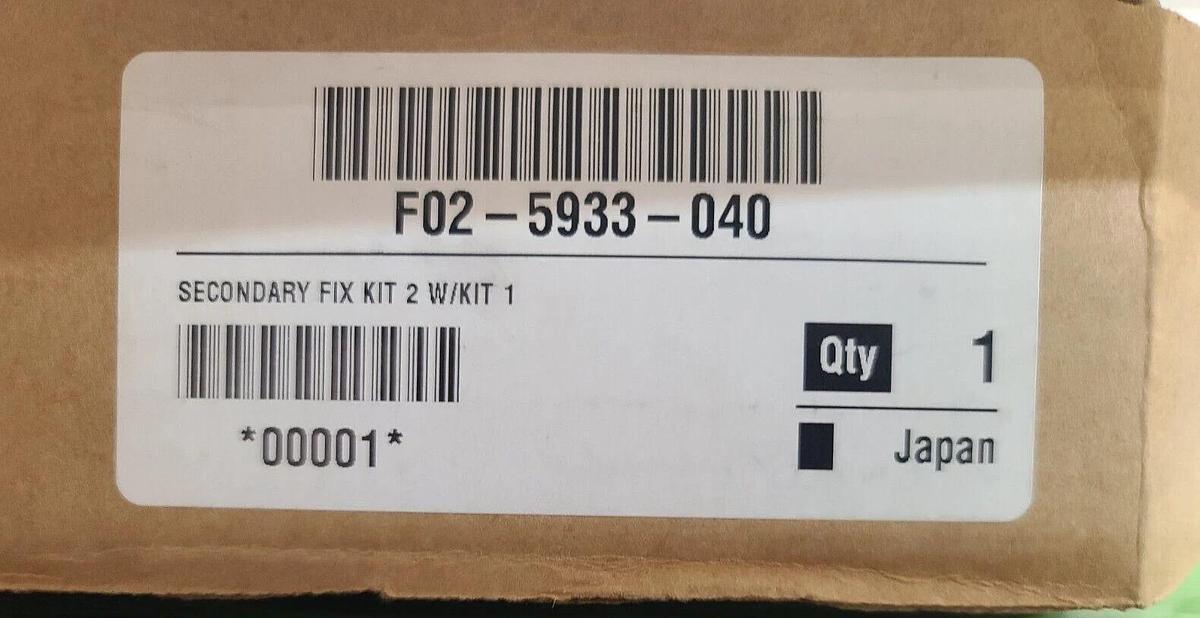 F02-5933-040
SECONDARY FIX KIT 2 W/KIT 1
Qty 1
*00001*
Japan